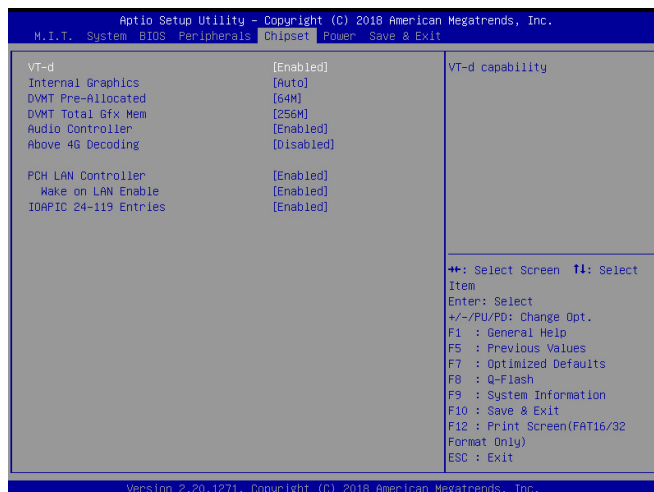 Aptio Setup Utility – Copyright (C) 2018 American Megatrends, Inc.
M.I.T. System BIOS Peripherals Chipset Power Save & Exit
VT-d [Enabled]
Internal Graphics [Auto]
DVMT Pre-Allocated [64M]
DVMT Total Gfx Mem [256M]
Audio Controller [Enabled]
Above 4G Decoding [Disabled]
PCH LAN Controller [Enabled]
Wake on LAN Enable [Enabled]
IOAPIC 24-119 Entries [Enabled]
VT-d capability
→←: Select Screen ↑↓: Select
Item
Enter: Select
+/-/PU/PD: Change Opt.
F1 : General Help
F5 : Previous Values
F7 : Optimized Defaults
F8 : Q-Flash
F9 : System Information
F10 : Save & Exit
F12 : Print Screen(FAT16/32
Format Only)
ESC : Exit
Version 2.20.1271. Copyright (C) 2018 American Megatrends, Inc.